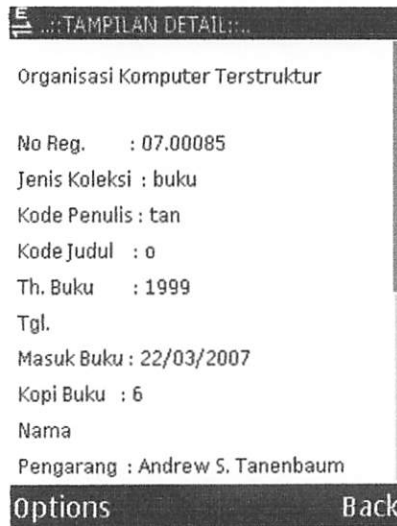 E
..::TAMPILAN DETAIL::..
Organisasi Komputer Terstruktur
No Reg. : 07.00085
Jenis Koleksi : buku
Kode Penulis : tan
Kode Judul : o
Th. Buku : 1999
Tgl.
Masuk Buku : 22/03/2007
Kopi Buku : 6
Nama
Pengarang : Andrew S. Tanenbaum
Options Back